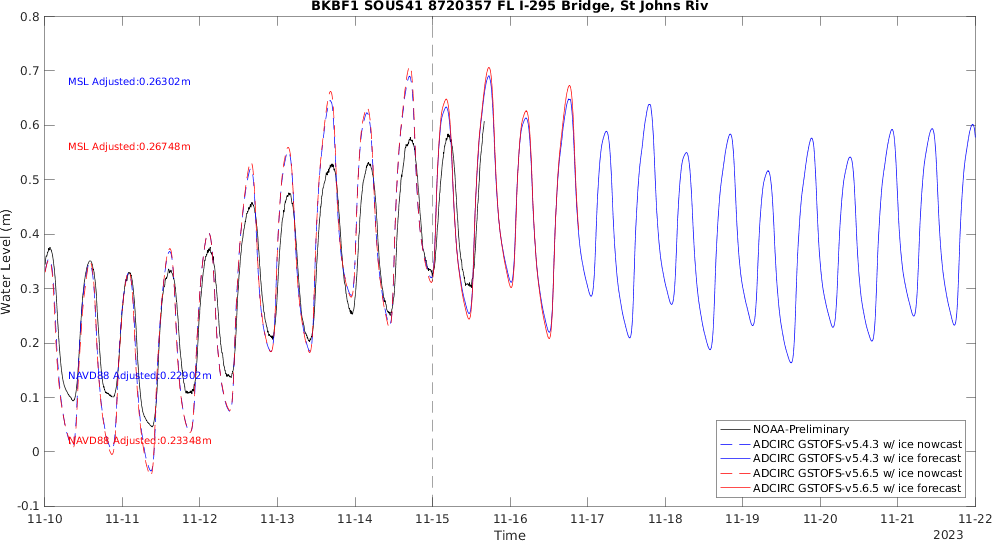 BKBF1 SOUS41 8720357 FL I-295 Bridge, St Johns Riv
0.8
0.7
0.6
0.5
0.4
0.3
0.2
0.1
0
-0.1
Water Level (m)
MSL Adjusted:0.26302m
MSL Adjusted:0.26748m
NAVD88 Adjusted:0.22902m
NAVD88 Adjusted:0.23348m
NOAA-Preliminary
ADCIRC GSTOFS-v5.4.3 w/ ice nowcast
ADCIRC GSTOFS-v5.4.3 w/ ice forecast
ADCIRC GSTOFS-v5.6.5 w/ ice nowcast
ADCIRC GSTOFS-v5.6.5 w/ ice forecast
11-10 11-11 11-12 11-13 11-14 11-15 11-16 11-17 11-18 11-19 11-20 11-21 11-22
Time
2023